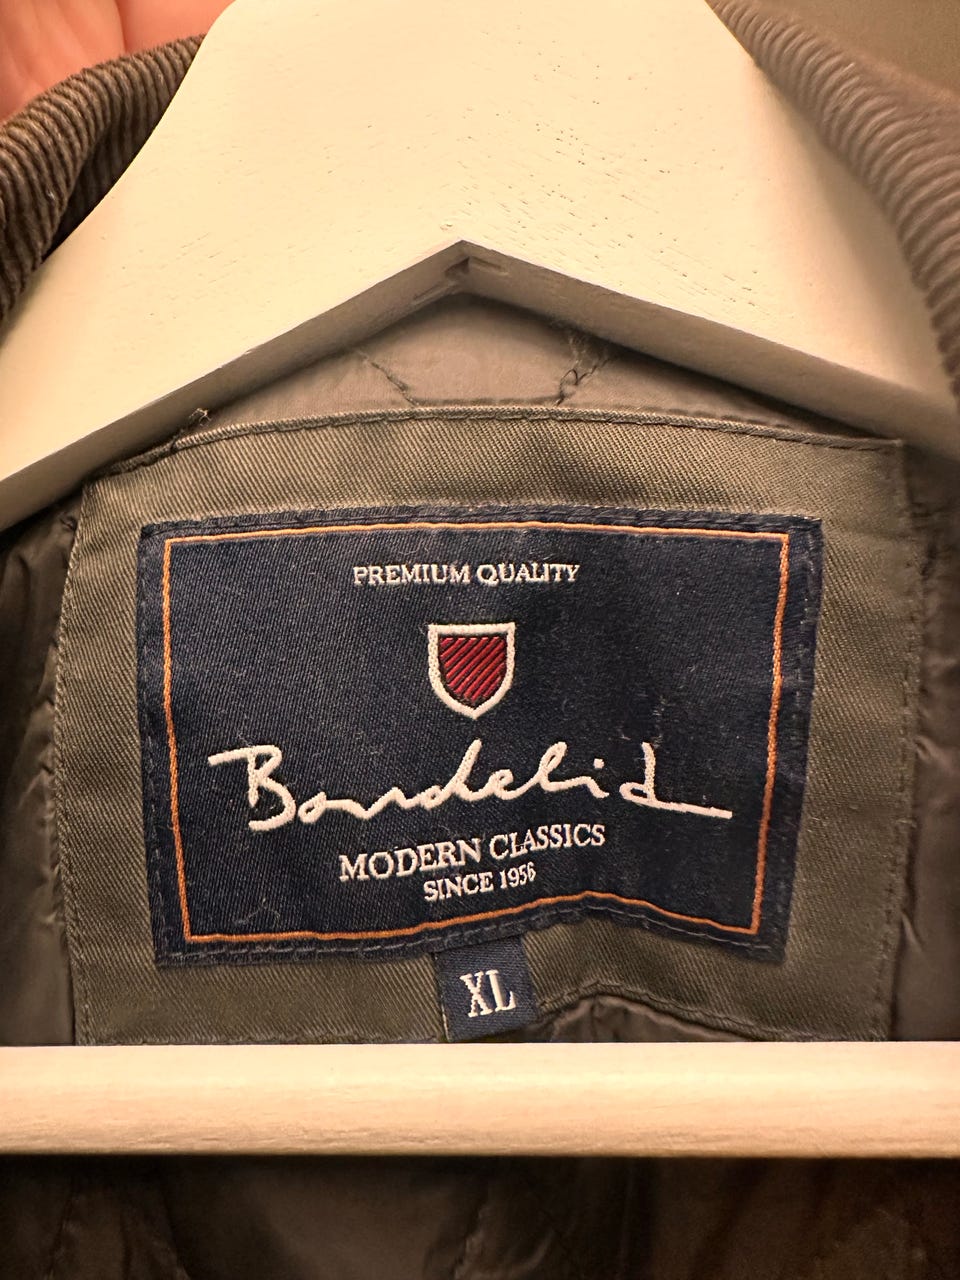 PREMIUM QUALITY
Bondelid
MODERN CLASSICS
SINCE 1956
XL